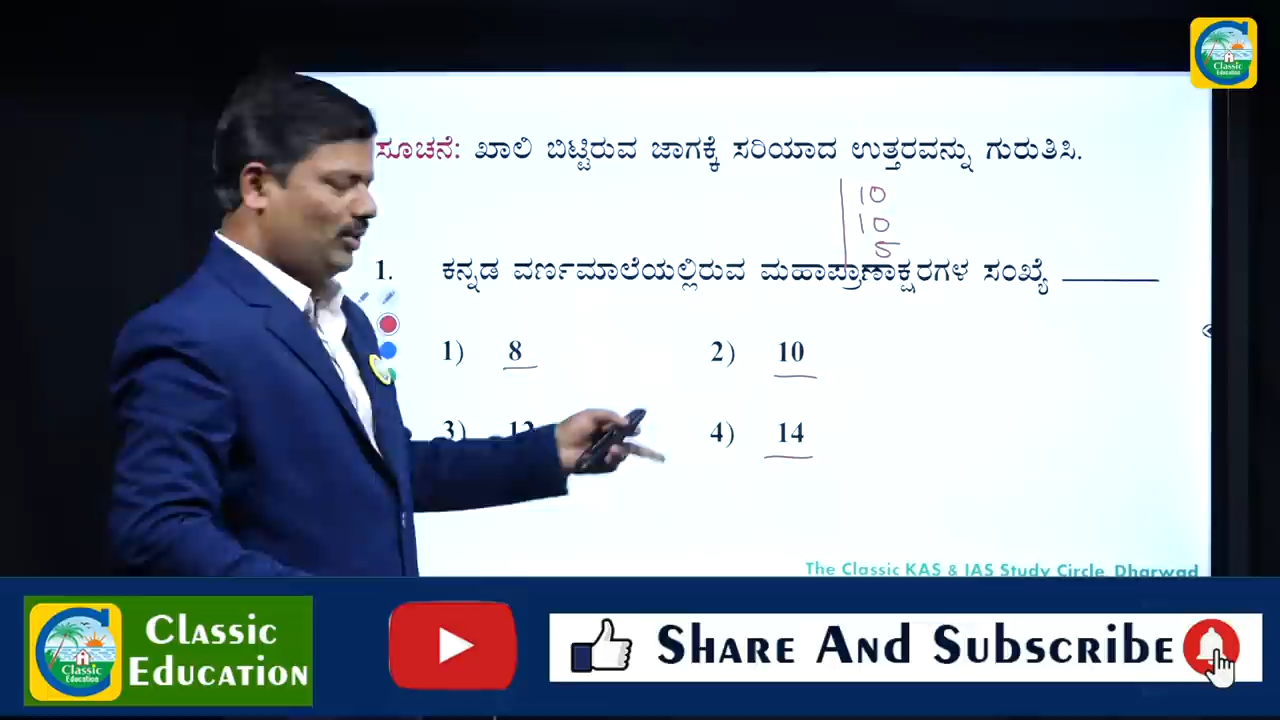 Classic
Education
ಸೂಚನೆ: ಖಾಲಿ ಬಿಟ್ಟಿರುವ ಜಾಗಕ್ಕೆ ಸರಿಯಾದ ಉತ್ತರವನ್ನು ಗುರುತಿಸಿ.
10
10
5
1. ಕನ್ನಡ ವರ್ಣಮಾಲೆಯಲ್ಲಿರುವ ಮಹಾಪ್ರಾಣಾಕ್ಷರಗಳ ಸಂಖ್ಯೆ
1) 8 2) 10
3) 4) 14
The Classic KAS & IAS Study Circle, Dharwad
Classic
Education
Classic
Education
Share And Subscribe